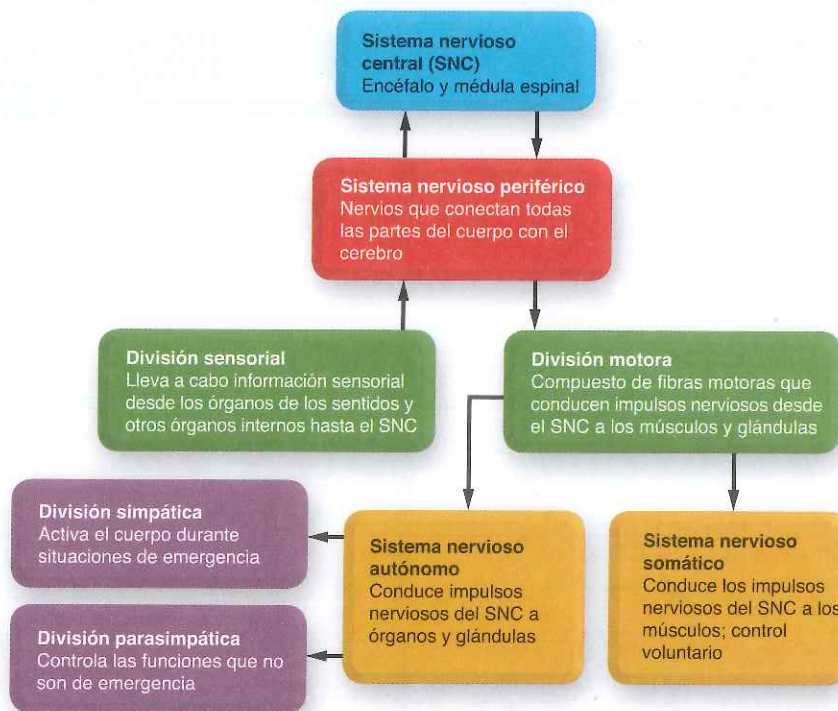 Sistema nervioso
central (SNC)
Encéfalo y médula espinal
Sistema nervioso periférico
Nervios que conectan todas
las partes del cuerpo con el
cerebro
División sensorial
Lleva a cabo información sensorial
desde los órganos de los sentidos y
otros órganos internos hasta el SNC
División motora
Compuesto de fibras motoras que
conducen impulsos nerviosos desde
el SNC a los músculos y glándulas
División simpática
Activa el cuerpo durante
situaciones de emergencia
División parasimpática
Controla las funciones que no
son de emergencia
Sistema nervioso
autónomo
Conduce impulsos
nerviosos del SNC a
órganos y glándulas
Sistema nervioso
somático
Conduce los impulsos
nerviosos del SNC a los
músculos; control
voluntario